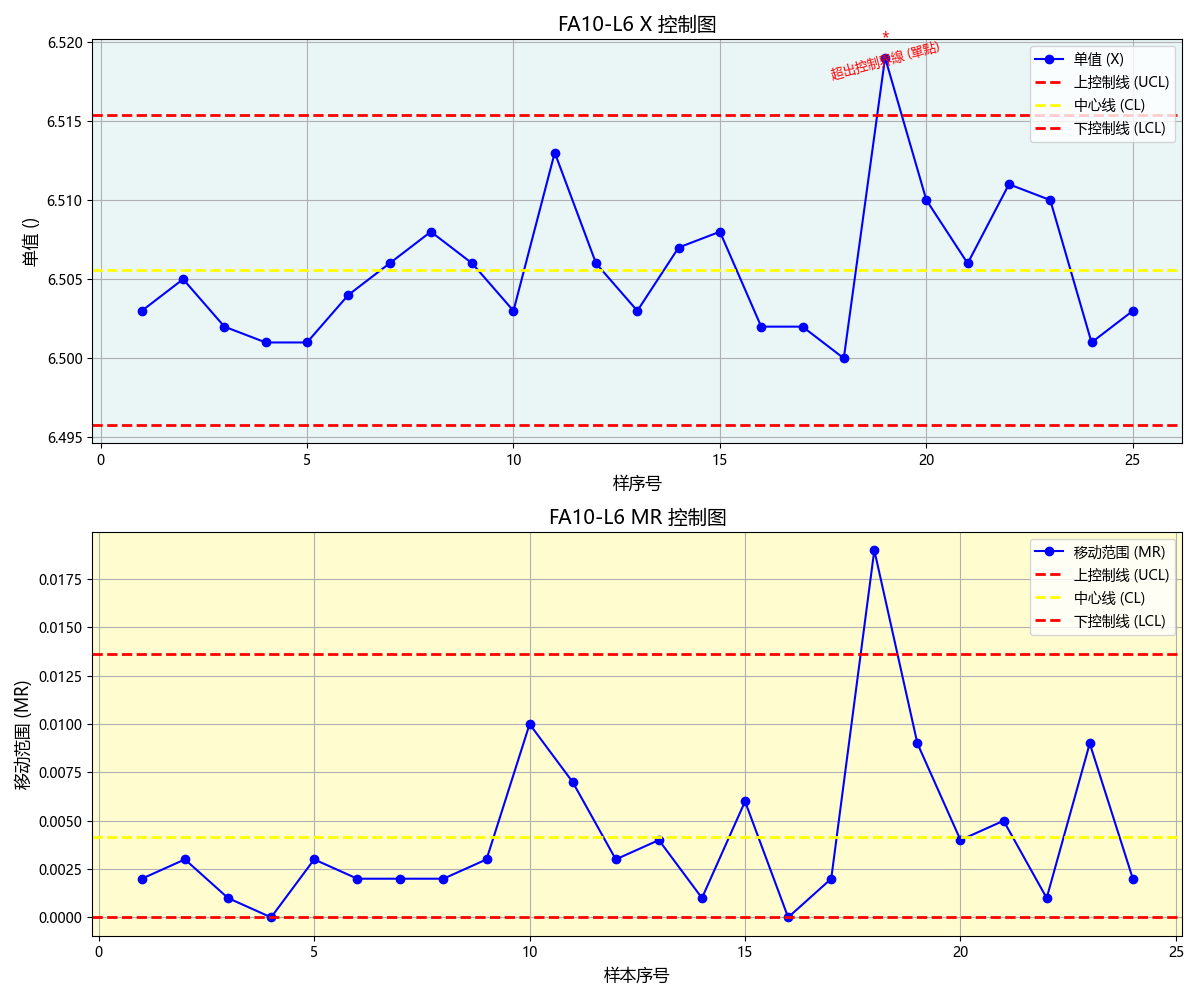 FA10-L6 X 控制图
*
超出控制界線 (單點)
单值 (X)
上控制线 (UCL)
中心线 (CL)
下控制线 (LCL)
单值 ()
6.520
6.515
6.510
6.505
6.500
6.495
0 5 10 15 20 25
样序号
FA10-L6 MR 控制图
移动范围 (MR)
上控制线 (UCL)
中心线 (CL)
下控制线 (LCL)
移动范围 (MR)
0.0175
0.0150
0.0125
0.0100
0.0075
0.0050
0.0025
0.0000
0 5 10 15 20 25
样本序号